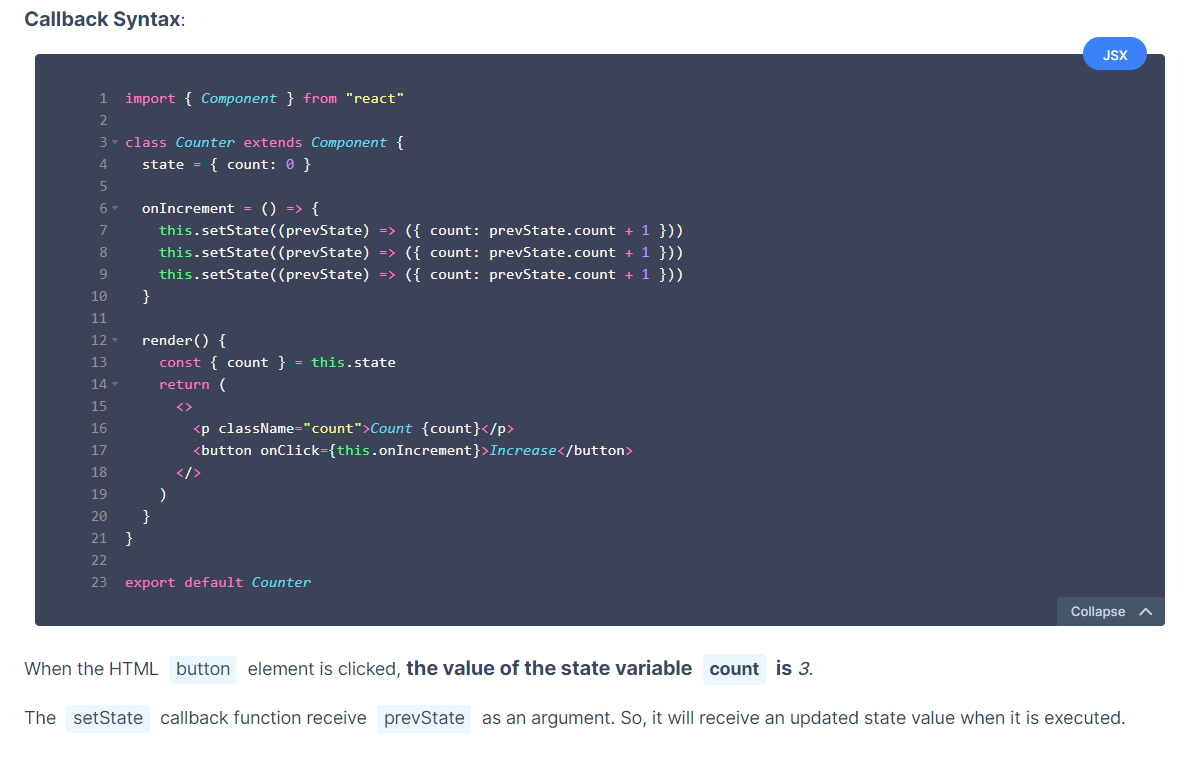 Callback Syntax:
JSX
1 import { Component } from "react"
2
3 class Counter extends Component {
4   state = { count: 0 }
5
6   onIncrement = () => {
7     this.setState((prevState) => ({ count: prevState.count + 1 }))
8     this.setState((prevState) => ({ count: prevState.count + 1 }))
9     this.setState((prevState) => ({ count: prevState.count + 1 }))
10   }
11
12   render() {
13     const { count } = this.state
14     return (
15       <>
16         <p className="count">Count {count}</p>
17         <button onClick={this.onIncrement}>Increase</button>
18       </>
19     )
20   }
21 }
22
23 export default Counter
Collapse
When the HTML button element is clicked, the value of the state variable count is 3.
The setState callback function receive prevState as an argument. So, it will receive an updated state value when it is executed.